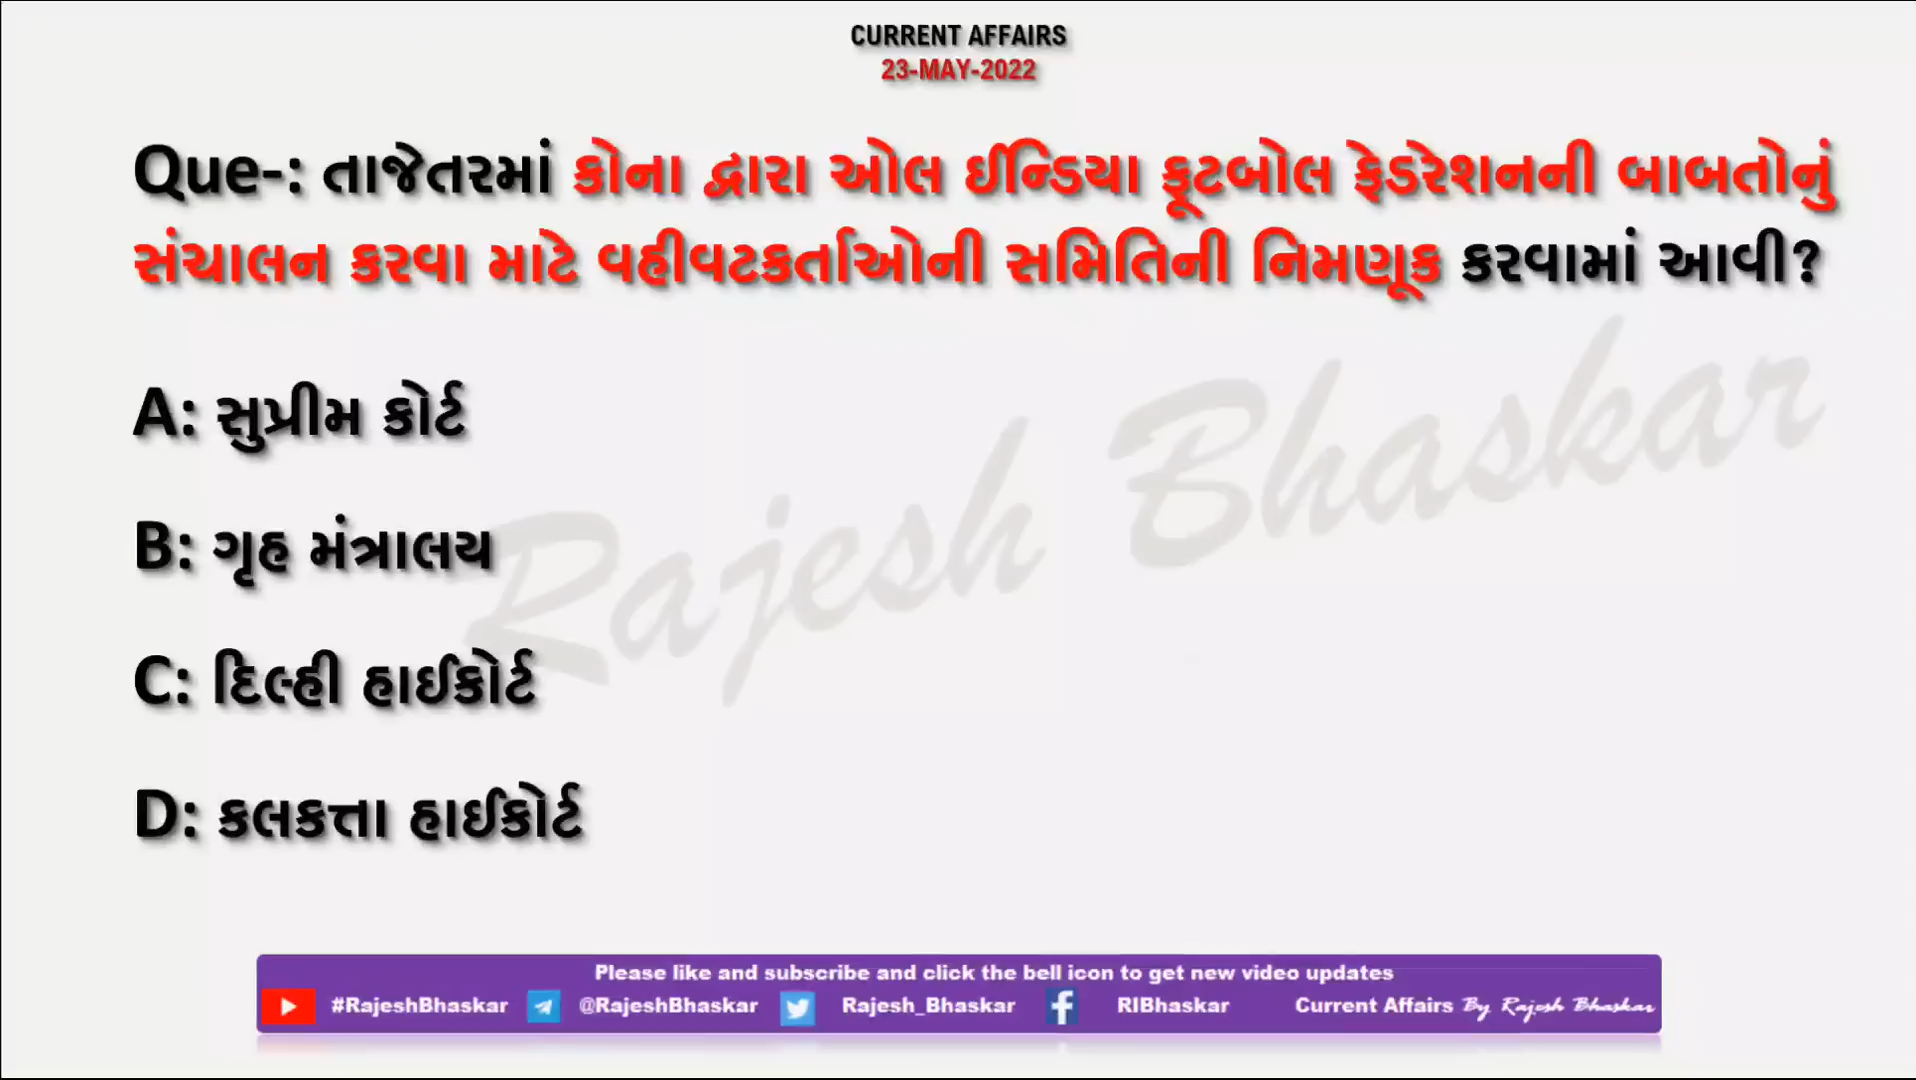 CURRENT AFFAIRS
23-MAY-2022
Que-: તાજેતરમાં કોના દ્વારા ઓલ ઈન્ડિયા ફૂટબોલ ફેડરેશનની બાબતોનું
સંચાલન કરવા માટે વહીવટકર્તાઓની સમિતિની નિમણૂક કરવામાં આવી?
A: સુપ્રીમ કોર્ટ
B: ગૃહ મંત્રાલય
C: દિલ્હી હાઈકોર્ટ
D: કલકત્તા હાઈકોર્ટ
Rajesh Bhaskar
Please like and subscribe and click the bell icon to get new video updates
#RajeshBhaskar @RajeshBhaskar Rajesh_Bhaskar RIBhaskar Current Affairs By Rajesh Bhaskar